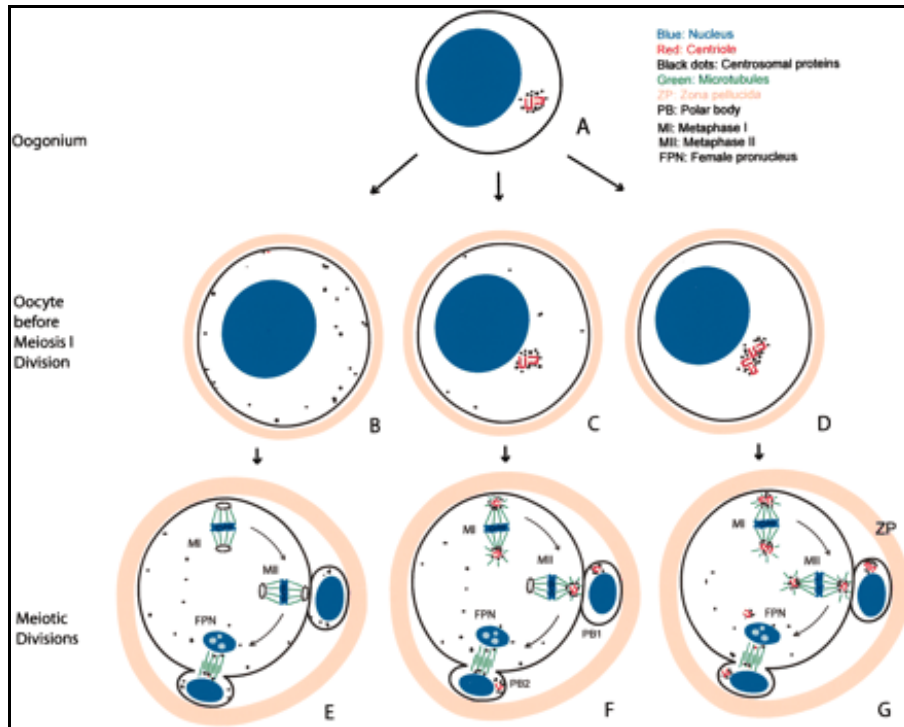 Blue: Nucleus
Red: Centriole
Black dots: Centrosomal proteins
Green: Microtubules
ZP: Zona pellucida
PB: Polar body
MI: Metaphase I
MII: Metaphase II
FPN: Female pronucleus
A
Oogonium
Oocyte
before
Meiosis I
Division
B
C
D
Meiotic
Divisions
MI
MII
FPN
E
MI
MII
FPN
PB1
PB2
F
MI
ZP
MII
FPN
G